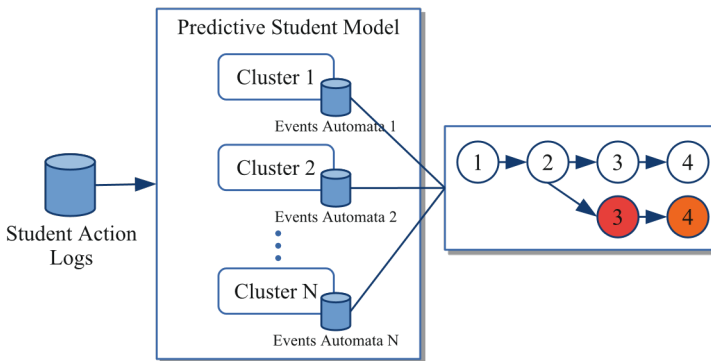 Predictive Student Model
Cluster 1
Events Automata 1
Cluster 2
Events Automata 2
Cluster N
Events Automata N
Student Action
Logs
1 2 3 4
3 4